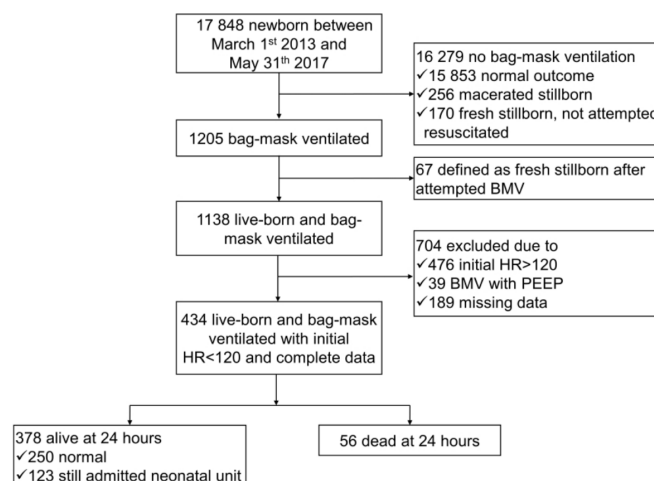 17 848 newborn between
March 1st 2013 and
May 31th 2017
16 279 no bag-mask ventilation
✓15 853 normal outcome
✓256 macerated stillborn
✓170 fresh stillborn, not attempted
resuscitated
1205 bag-mask ventilated
67 defined as fresh stillborn after
attempted BMV
1138 live-born and bag-
mask ventilated
704 excluded due to
✓476 initial HR>120
✓39 BMV with PEEP
✓189 missing data
434 live-born and bag-mask
ventilated with initial
HR<120 and complete data
378 alive at 24 hours
✓250 normal
✓123 still admitted neonatal unit
56 dead at 24 hours